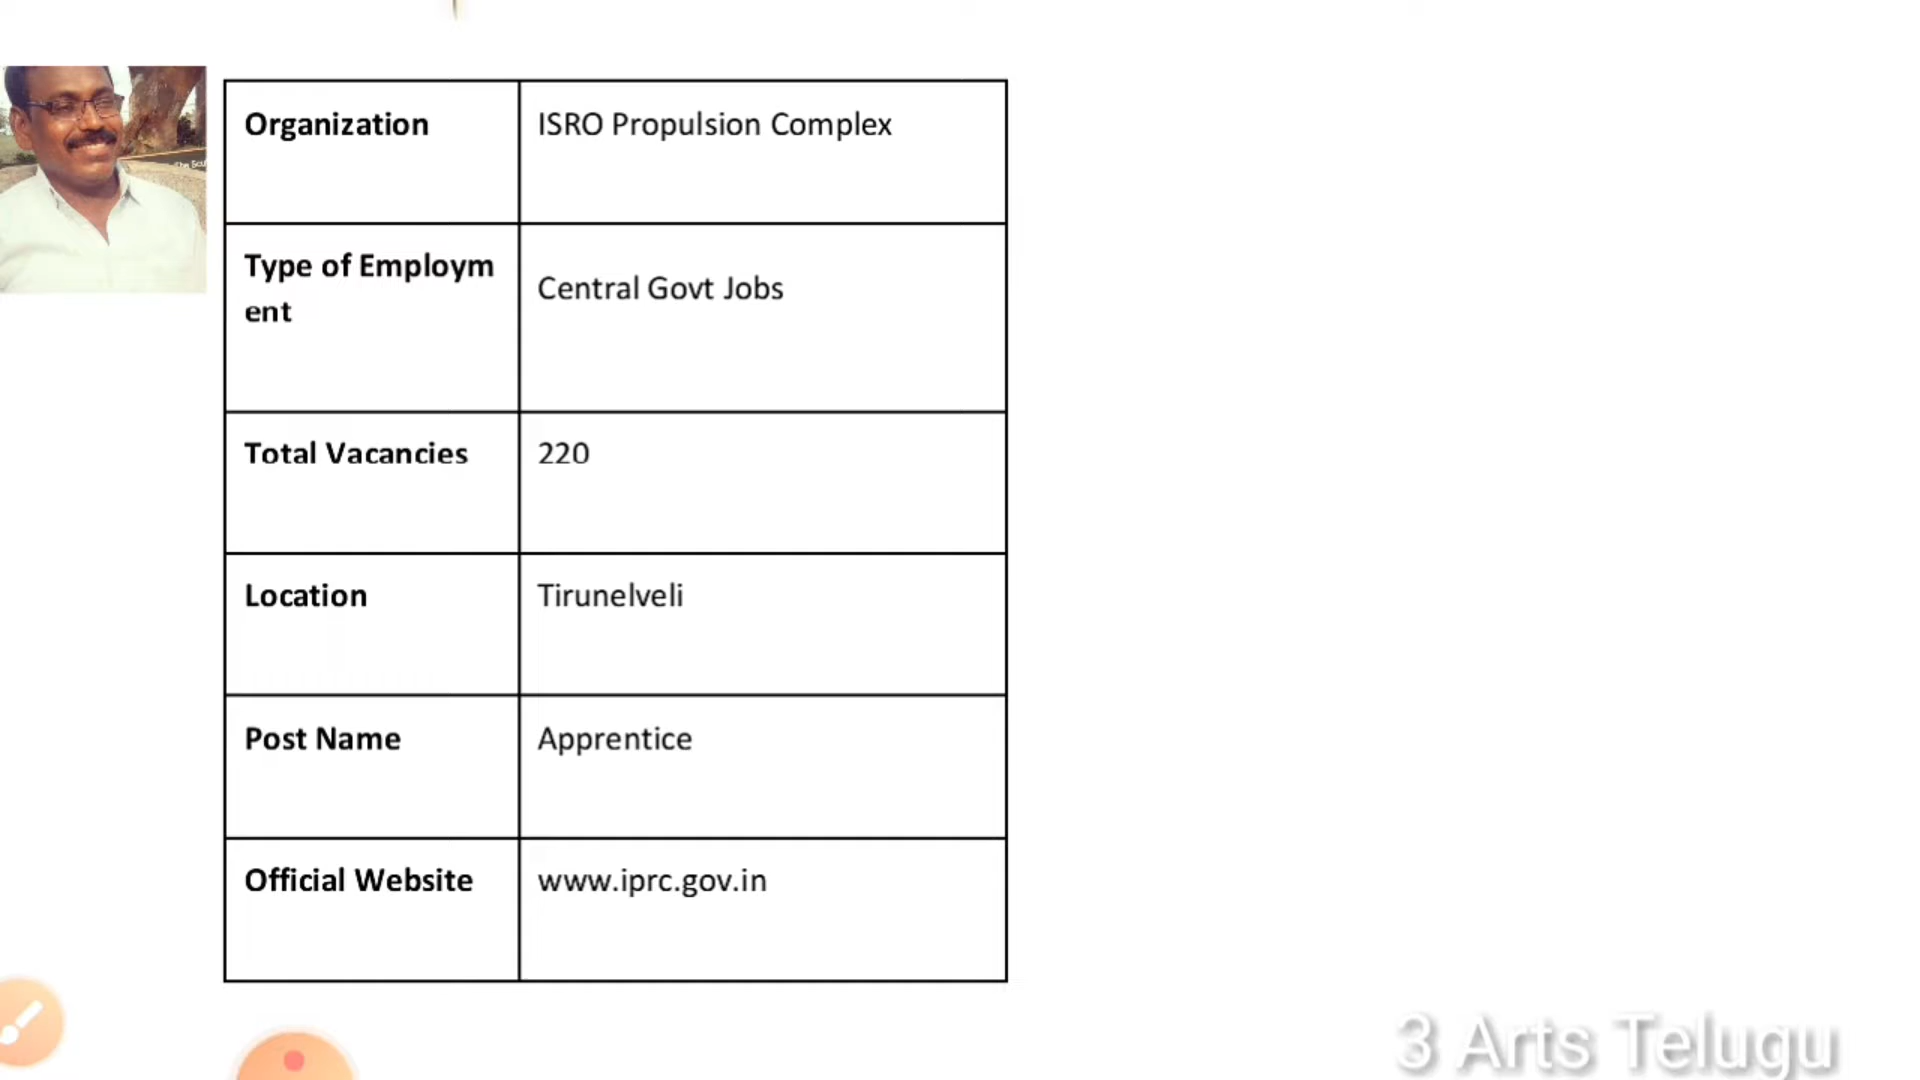 Organization ISRO Propulsion Complex
Type of Employm
ent
Central Govt Jobs
Total Vacancies 220
Location Tirunelveli
Post Name Apprentice
Official Website www.iprc.gov.in
3 Arts Telugu